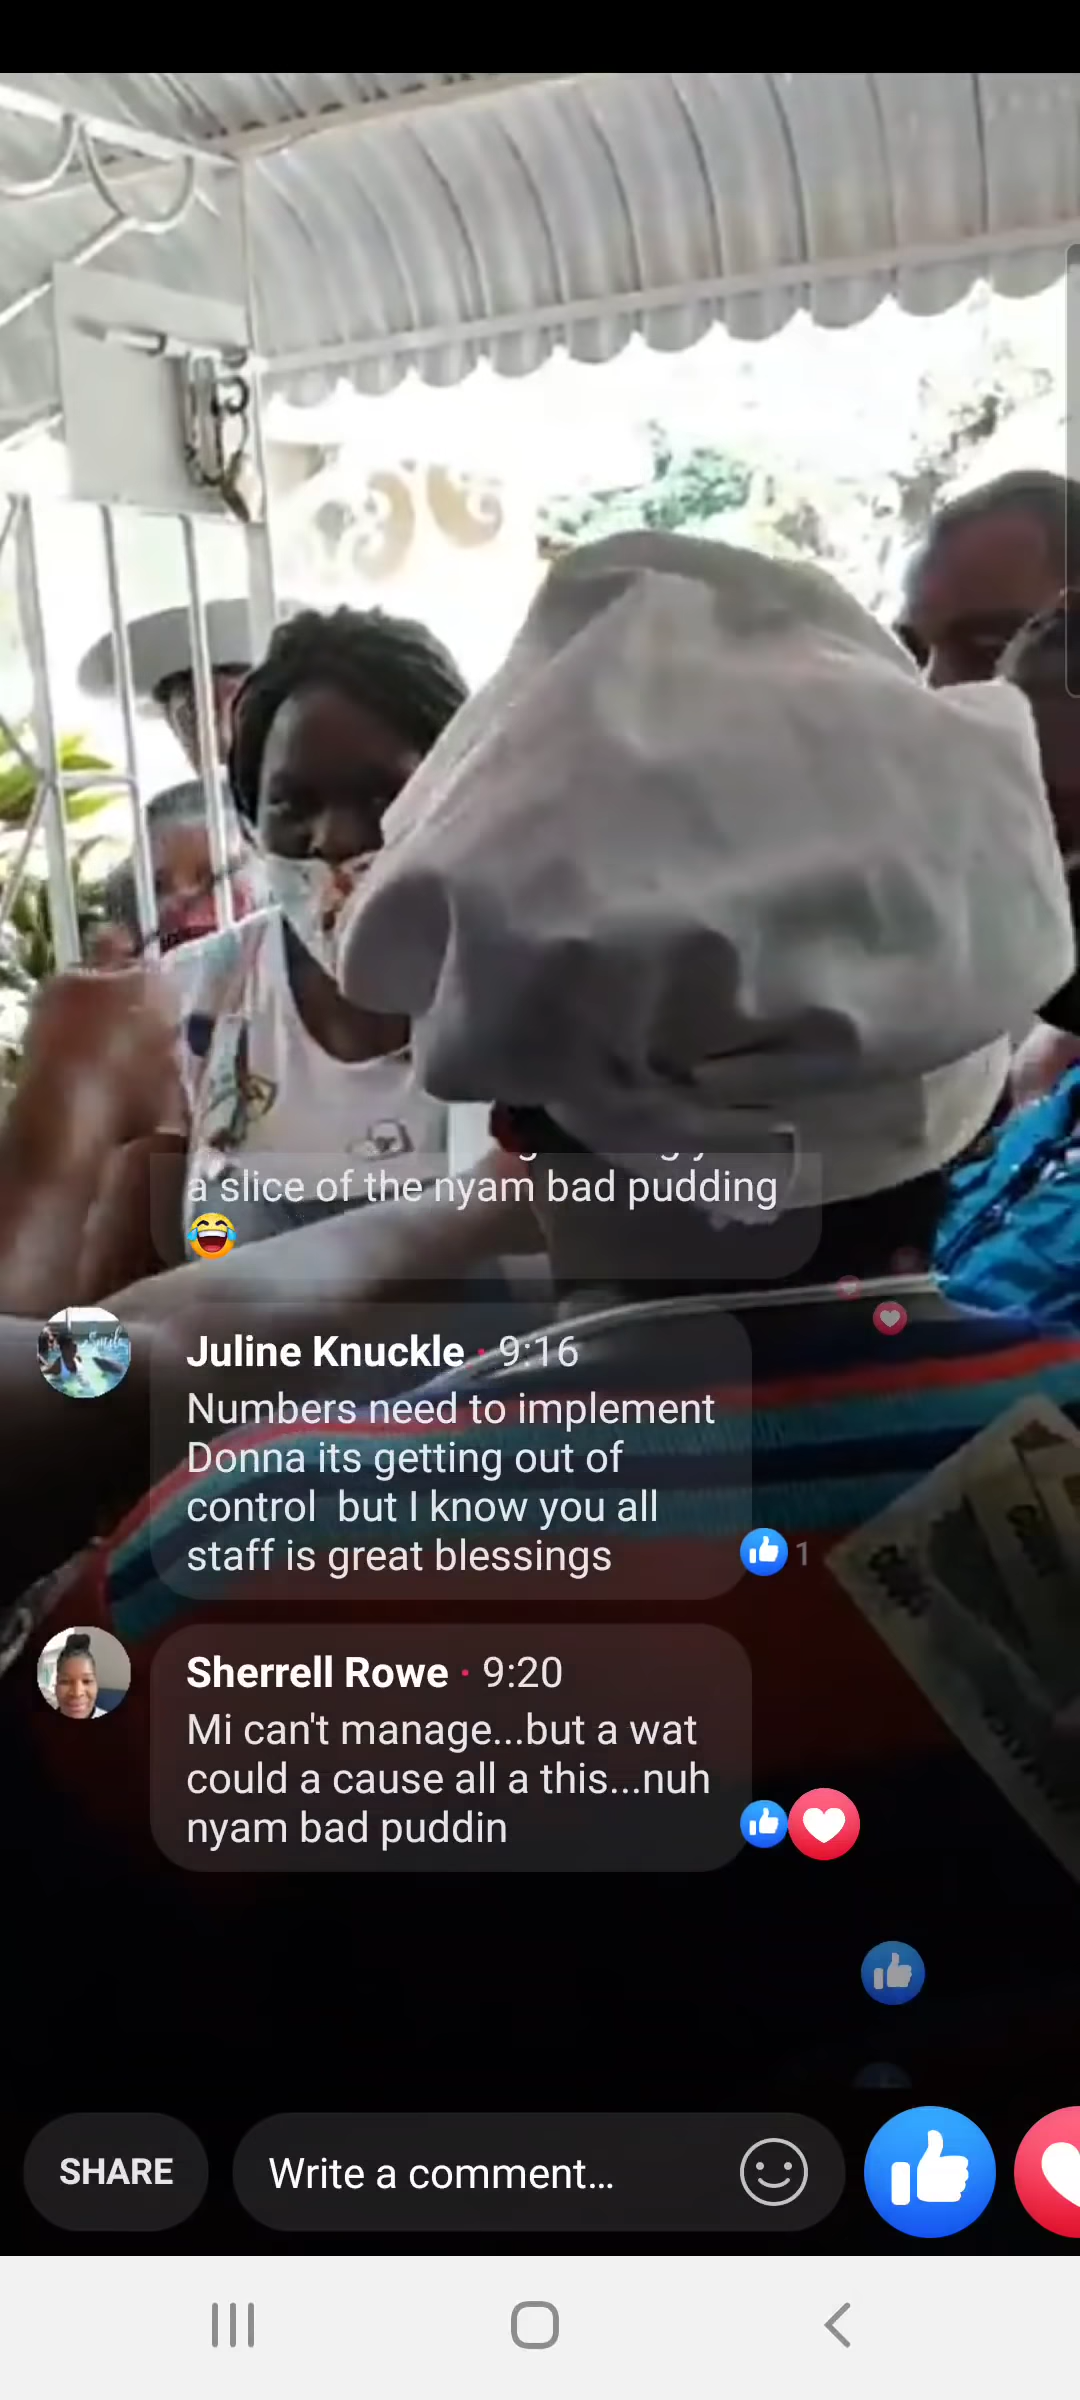 a slice of the nyam bad pudding
😂
Juline Knuckle · 9:16
Numbers need to implement
Donna its getting out of
control  but I know you all
staff is great blessings
1
Sherrell Rowe · 9:20
Mi can't manage...but a wat
could a cause all a this...nuh
nyam bad puddin
SHARE
Write a comment...